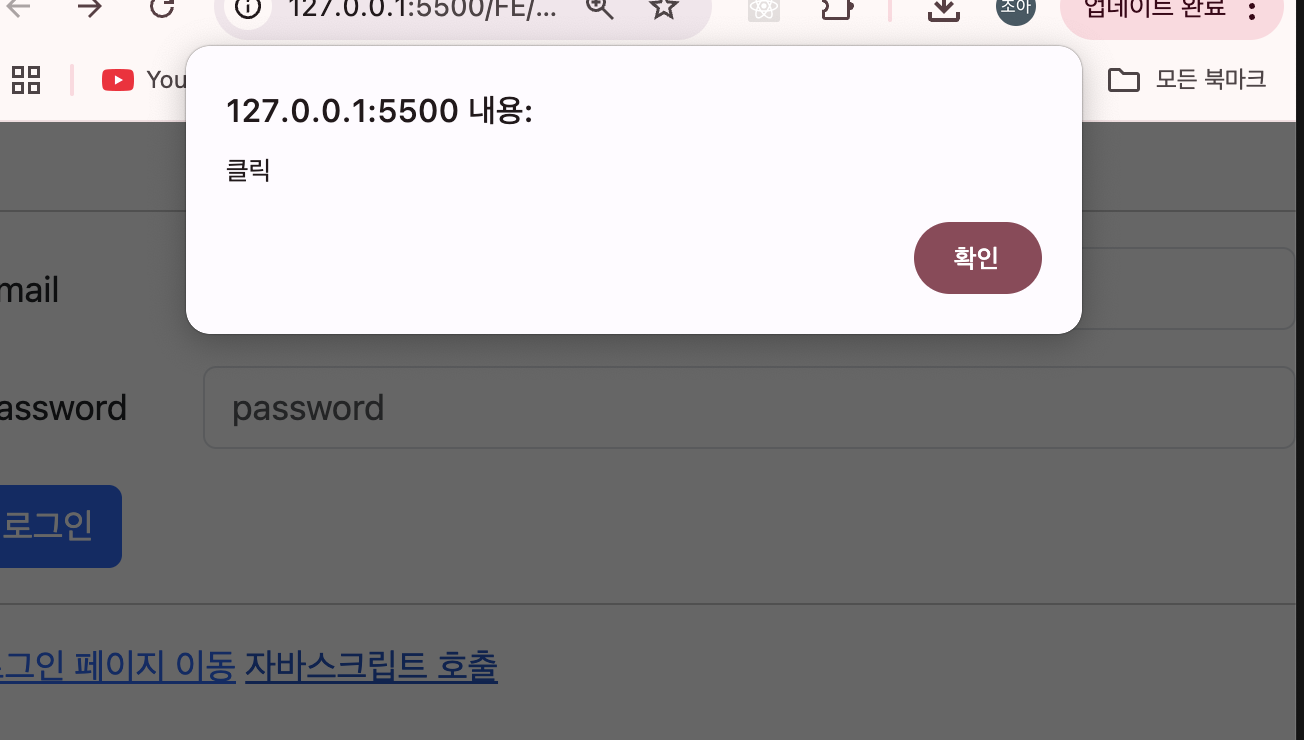 127.0.0.1:5500/FE/...
조아
업데이트 완료
You
모든 북마크
127.0.0.1:5500 내용:
클릭
확인
mail
assword
password
로그인
그인 페이지 이동 자바스크립트 호출